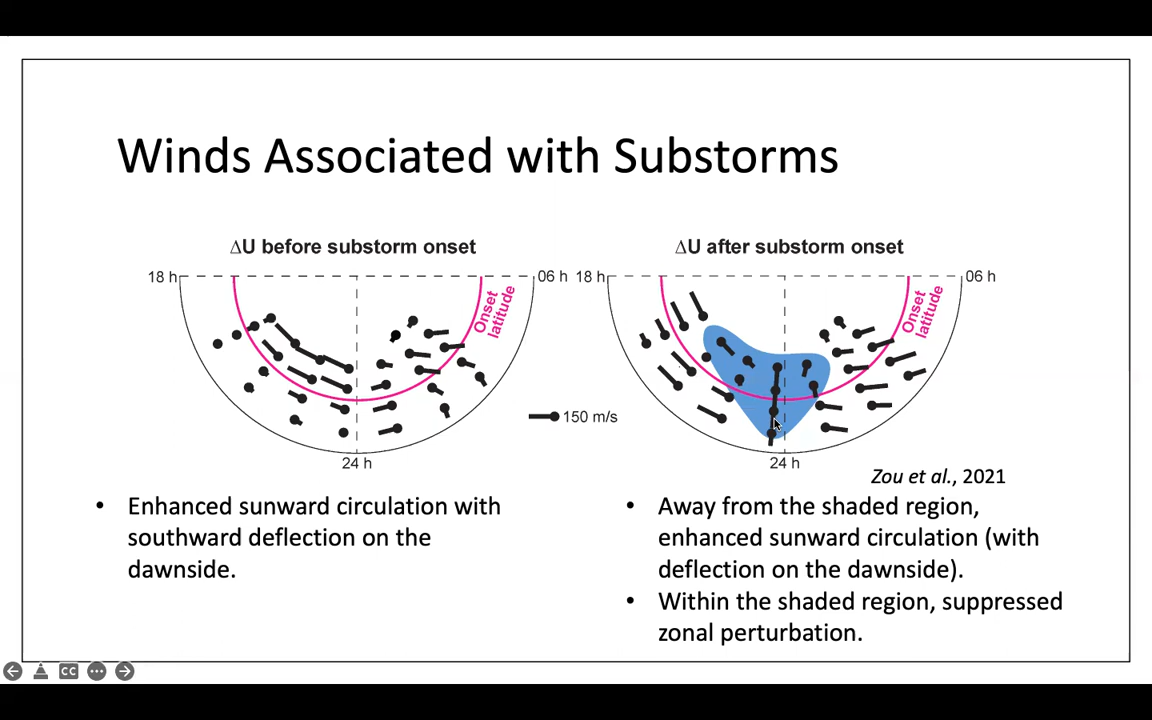 Winds Associated with Substorms
∆U before substorm onset
∆U after substorm onset
18 h
06 h
18 h
06 h
Onset
latitude
Onset
latitude
150 m/s
24 h
24 h
Zou et al., 2021
• Enhanced sunward circulation with
southward deflection on the
dawnside.
• Away from the shaded region,
enhanced sunward circulation (with
deflection on the dawnside).
• Within the shaded region, suppressed
zonal perturbation.
CC